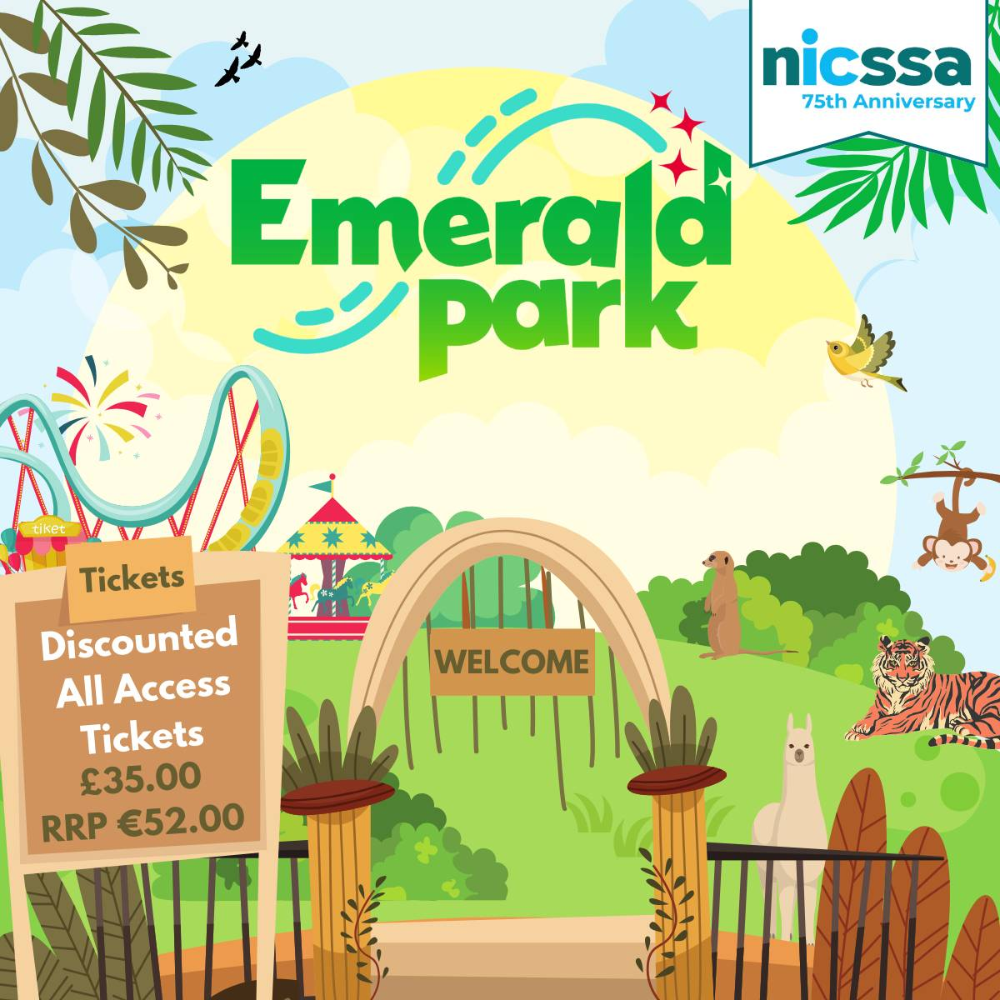 nicssa
75th Anniversary
Emerald
park
tiket
Tickets
Discounted
All Access
Tickets
£35.00
RRP €52.00
WELCOME